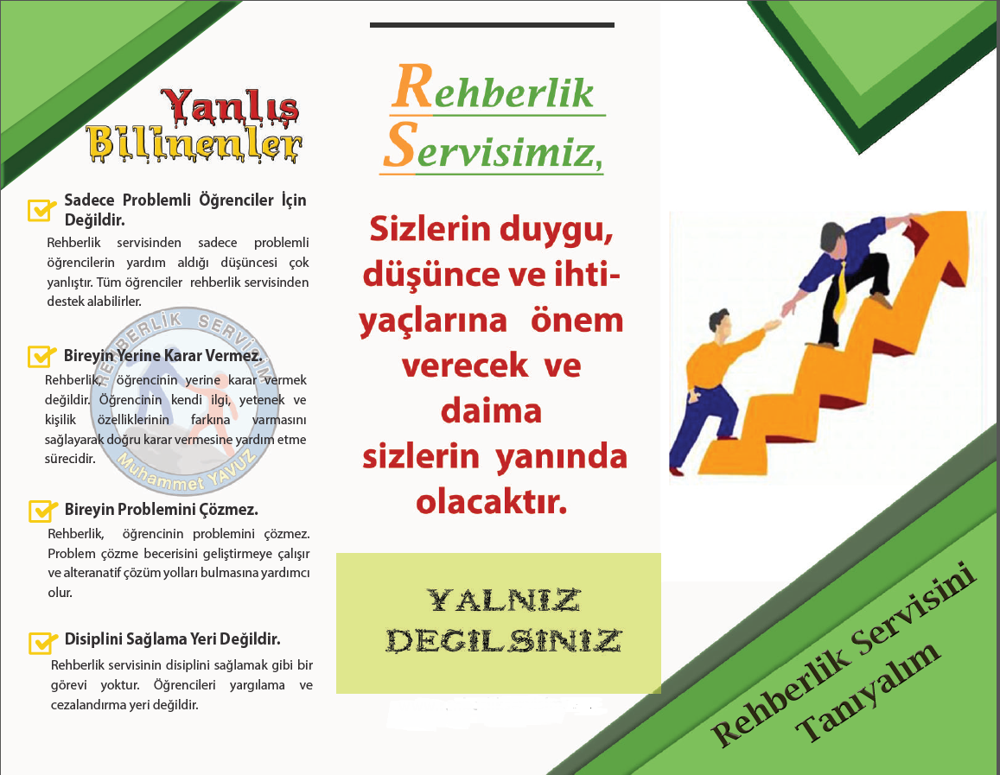 Yanlış
Bilinenler
Sadece Problemli Öğrenciler İçin
Değildir.
Rehberlik servisinden sadece problemli
öğrencilerin yardım aldığı düşüncesi çok
yanlıştır. Tüm öğrenciler rehberlik servisinden
destek alabilirler.
REHBERLİK SERVİSİM
Bireyin Yerine Karar Vermez.
Rehberlik, öğrencinin yerine karar vermek
değildir. Öğrencinin kendi ilgi, yetenek ve
kişilik özelliklerinin farkına varmasını
sağlayarak doğru karar vermesine yardım etme
sürecidir.
Muhammet YAVUZ
Bireyin Problemini Çözmez.
Rehberlik, öğrencinin problemini çözmez.
Problem çözme becerisini geliştirmeye çalışır
ve alteranatif çözüm yolları bulmasına yardımcı
olur.
Disiplini Sağlama Yeri Değildir.
Rehberlik servisinin disiplini sağlamak gibi bir
görevi yoktur. Öğrencileri yargılama ve
cezalandırma yeri değildir.
Rehberlik
Servisimiz,
Sizlerin duygu,
düşünce ve ihti-
yaçlarına önem
verecek ve
daima
sizlerin yanında
olacaktır.
YALNIZ
DEGİLSİNİZ
Rehberlik Servisini
Tanıyalım